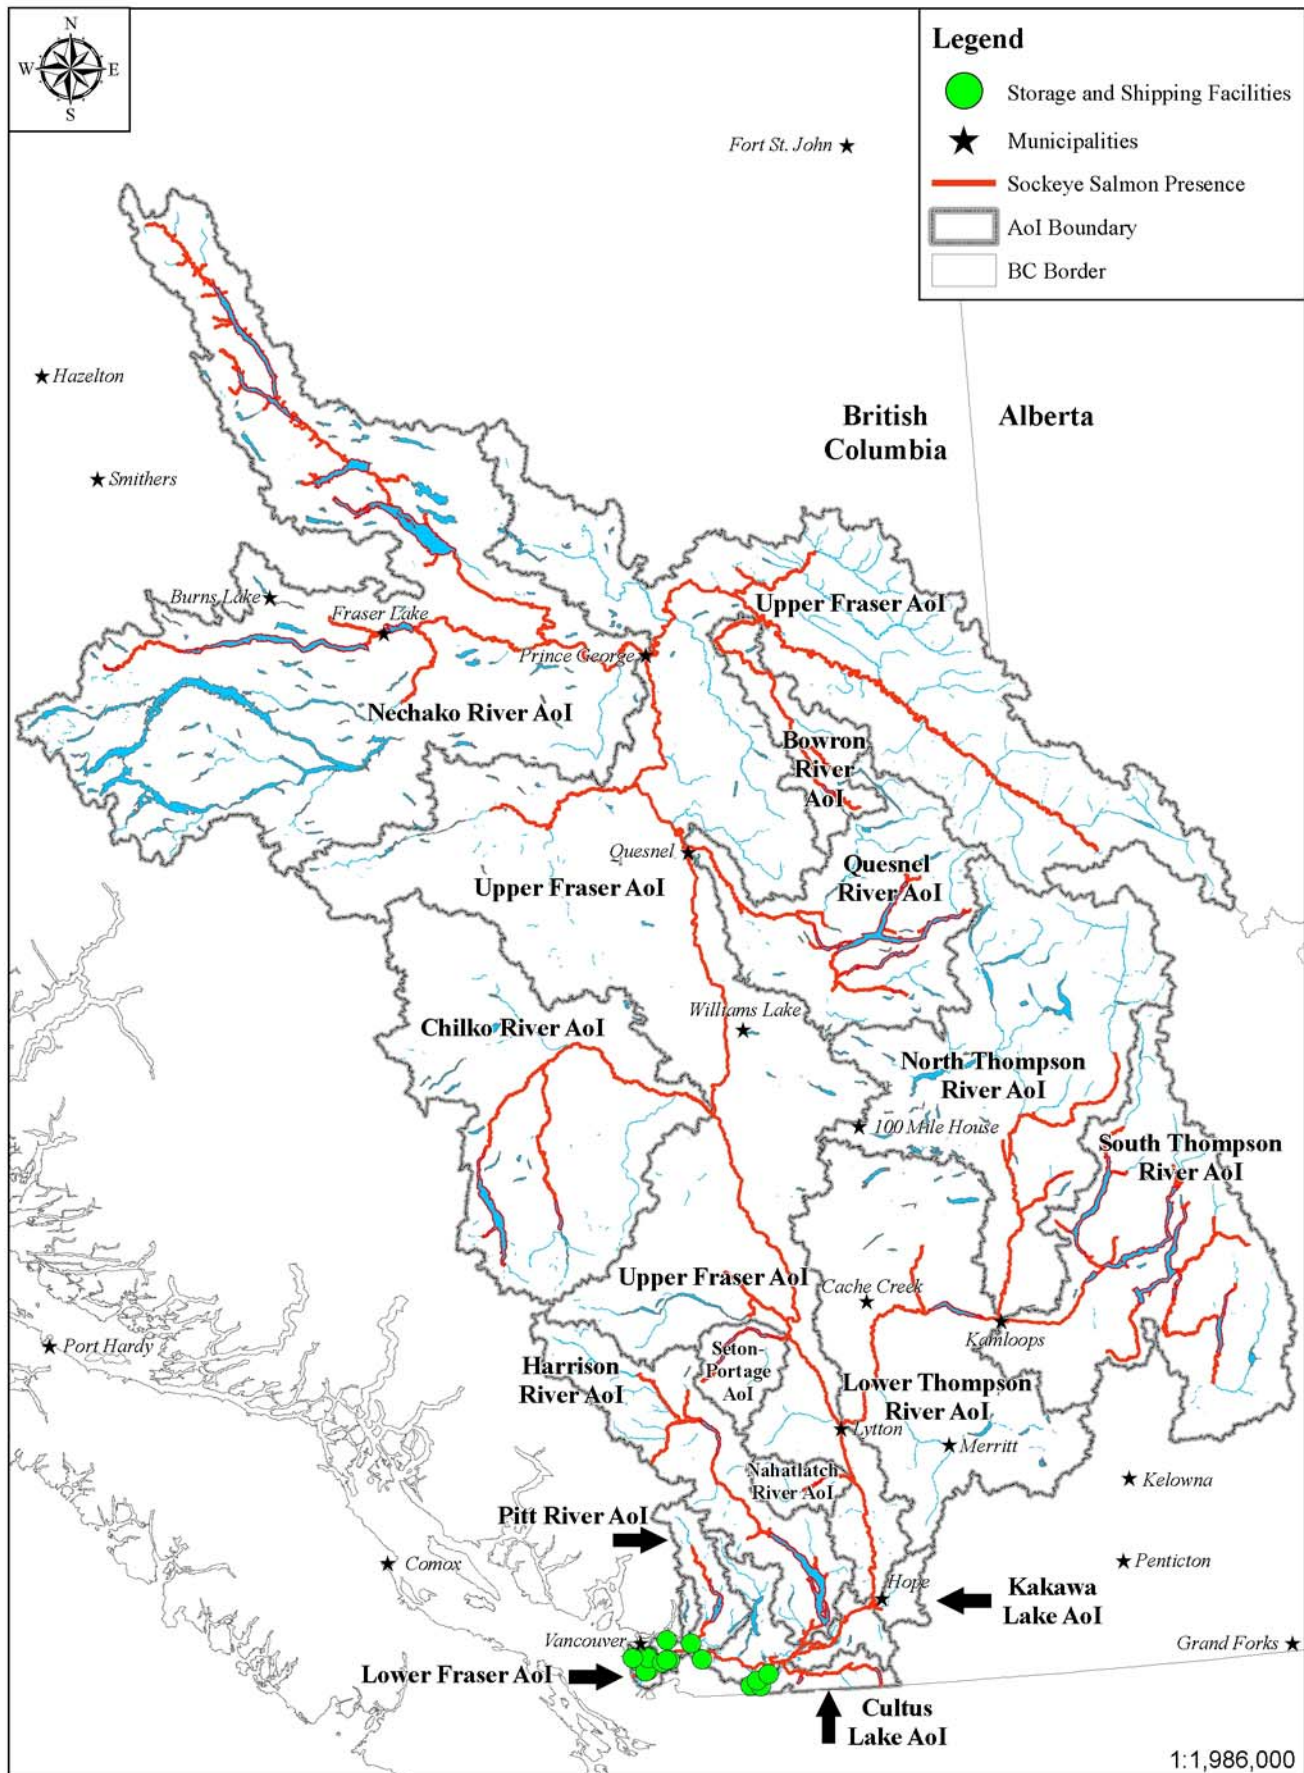 N
W
E
S
Legend
Storage and Shipping Facilities
Municipalities
Sockeye Salmon Presence
AoI Boundary
BC Border
Fort St. John
Hazelton
British
Columbia
Alberta
Smithers
Burns Lake
Fraser Lake
Upper Fraser AoI
Prince George
Nechako River AoI
Bowron
River
AoI
Quesnel
Quesnel
River AoI
Upper Fraser AoI
Williams Lake
Chilko River AoI
North Thompson
River AoI
100 Mile House
South Thompson
River AoI
Upper Fraser AoI
Cache Creek
Kamloops
Port Hardy
Seton-
Portage
AoI
Harrison
River AoI
Lower Thompson
River AoI
Lytton
Merritt
Nahatlatch
River AoI
Kelowna
Pitt River AoI
Comox
Penticton
Hope
Kakawa
Lake AoI
Vancouver
Grand Forks
Lower Fraser AoI
Cultus
Lake AoI
1:1,986,000